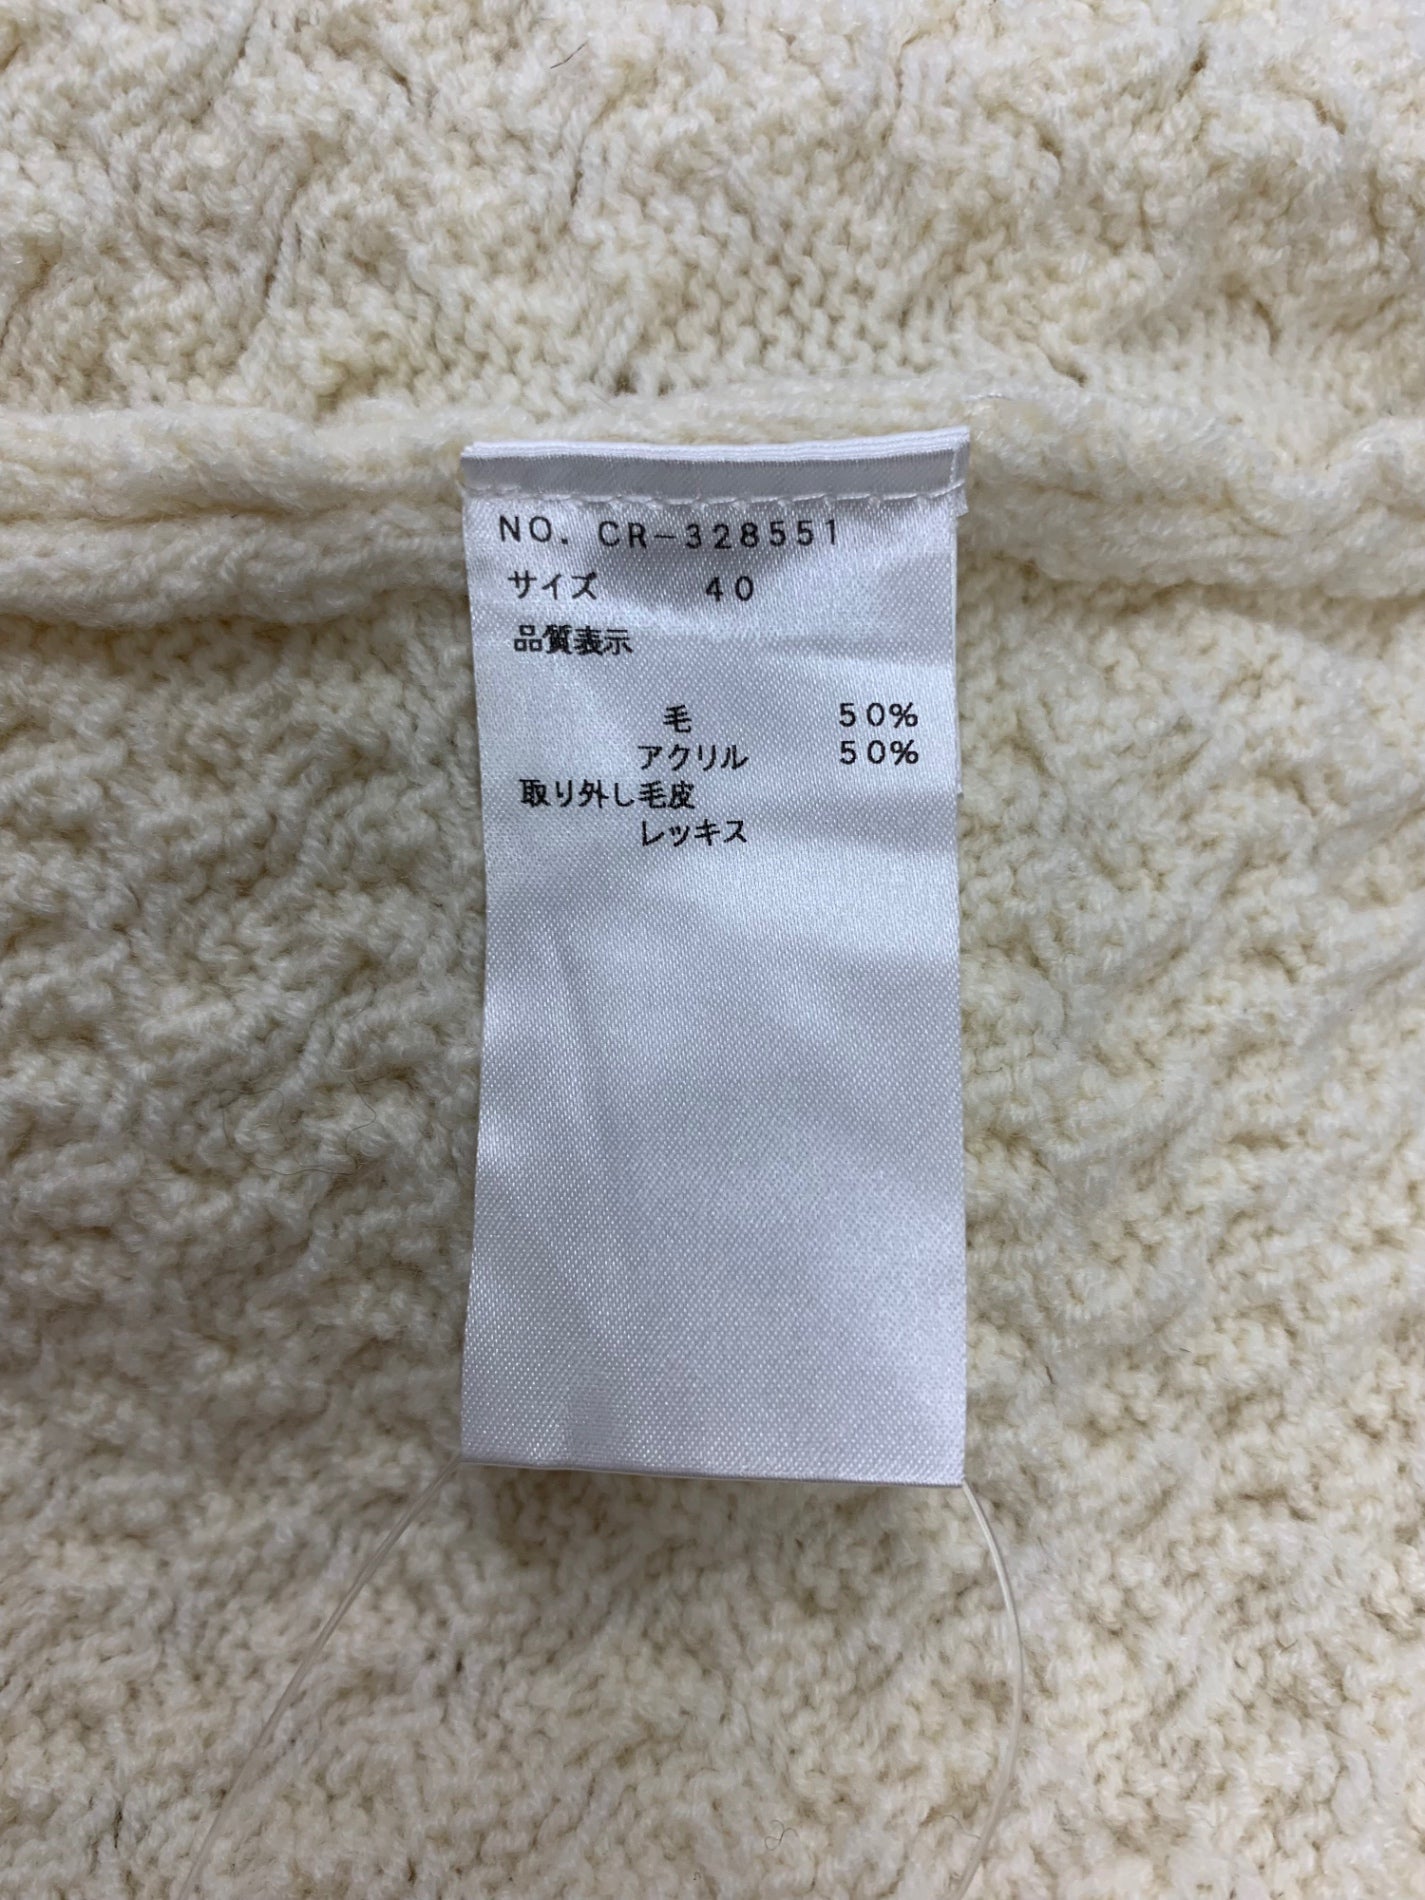 NO. CR-328551
サイズ 40
品質表示
毛 50%
アクリル 50%
取り外し毛皮
レッキス